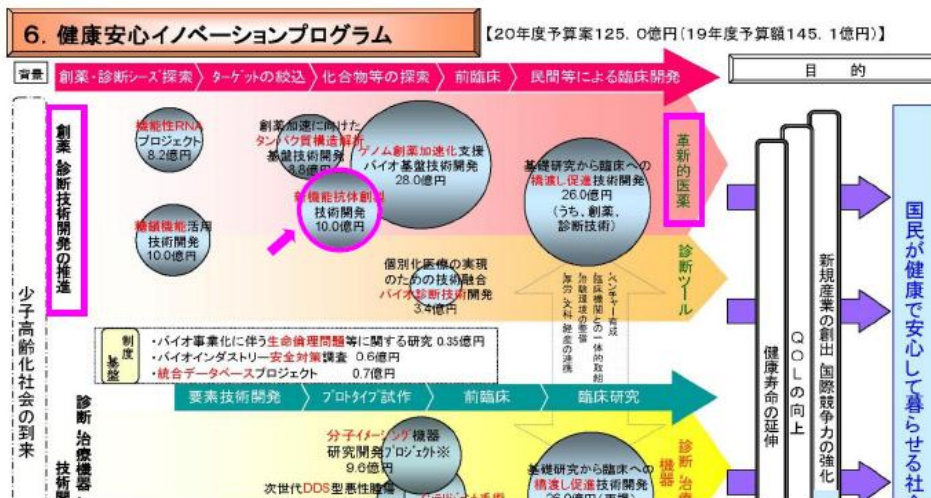 6. 健康安心イノベーションプログラム
【20年度予算案125.0億円(19年度予算額145.1億円)】
背景
創薬・診断シーズ探索
ターゲットの絞込
化合物等の探索
前臨床
民間等による臨床開発
目 的
少子高齢化社会の到来
創薬 診断技術開発の推進
機能性RNA
プロジェクト
8.2億円
創薬加速に向けた
タンパク質構造解析
基盤技術開発
8.8億円
ゲノム創薬加速化支援
バイオ基盤技術開発
28.0億円
新機能抗体創製
技術開発
10.0億円
糖鎖機能活用
技術開発
10.0億円
基礎研究から臨床への
橋渡し促進技術開発
26.0億円
(うち、創薬、
診断技術)
革新的医薬
個別化医療の実現
のための技術融合
バイオ診断技術開発
3.4億円
診断ツール
ベンチャー育成
臨床機関との一体的取組
治験環境の整備
厚労 文科 経産の連携
制度
基盤
・バイオ事業化に伴う生命倫理問題等に関する研究 0.35億円
・バイオインダストリー安全対策調査 0.6億円
・統合データベースプロジェクト 0.7億円
要素技術開発
プロトタイプ試作
前臨床
臨床研究
診断 治療機器
技術開
分子イメージング機器
研究開発プロジェクト※
9.6億円
次世代DDS型悪性腫瘍
基礎研究から臨床への
橋渡し促進技術開発
診断 治療
機器
健康寿命の延伸
QOLの向上
新規産業の創出 国際競争力の強化
国民が健康で安心して暮らせる社会